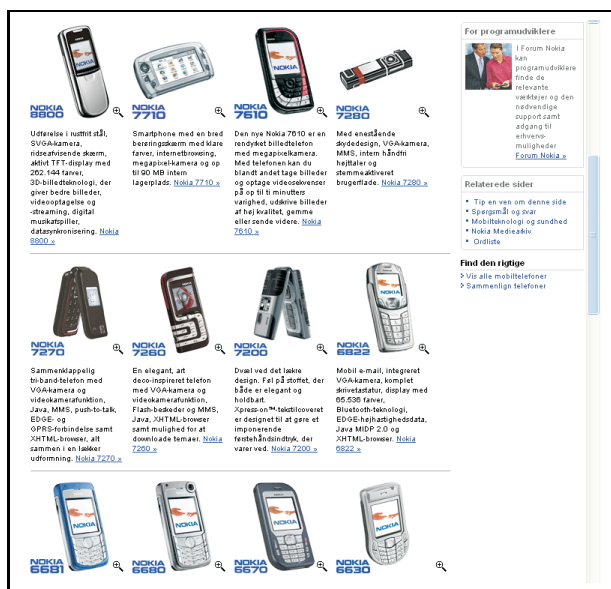 NOKIA
8800
NOKIA
7710
NOKIA
7610
NOKIA
7280
Udførelse i rustfrit stål,
SVGA-kamera,
ridseafvisende skærm,
aktivt TFT-display med
262.144 farver,
3D-billedteknologi, der
giver bedre billeder,
videooptagelse og
-streaming, digital
musikafspiller,
datasynkronisering. Nokia
8800 »
Smartphone med en bred
berøringsskærm med klare
farver, internetbrowsing,
megapixel-kamera og op
til 90 MB intern
lagerplads. Nokia 7710 »
Den nye Nokia 7610 er en
rendyrket billedtelefon
med megapixelkamera.
Med telefonen kan du
blandt andet tage billeder
og optage videosekvenser
på op til ti minutters
varighed, udskrive billeder
af høj kvalitet, gemme
eller sende videre. Nokia
7610 »
Med enestående
skydedesign, VGA-kamera,
MMS, intern håndfri
højttaler og
stemmeaktiveret
brugerflade. Nokia 7280 »
NOKIA
7270
NOKIA
7260
NOKIA
7200
NOKIA
NOKIA
6822
Sammenklappelig
tri-band-telefon med
VGA-kamera og
videokamerafunktion,
Java, MMS, push-to-talk,
EDGE- og
GPRS-forbindelse samt
XHTML-browser, alt
sammen i en lækker
udformning. Nokia 7270 »
En elegant, art
deco-inspireret telefon
med VGA-kamera og
videokamerafunktion,
Flash-beskeder og MMS,
Java, XHTML-browser
samt mulighed for at
downloade temaer. Nokia
7260 »
Dvæl ved det lækre
design. Føl på stoffet, der
både er elegant og
holdbart.
Xpress-on™-tekstilcoveret
er designet til at gøre et
imponerende
førstehåndsindtryk, der
varer ved. Nokia 7200 »
Mobil e-mail, integreret
VGA-kamera, komplet
skrivetastatur, display med
65.536 farver,
Bluetooth-teknologi,
EDGE-højhastighedsdata,
Java MIDP 2.0 og
XHTML-browser. Nokia
6822 »
NOKIA
NOKIA
6681
NOKIA
NOKIA
6680
NOKIA
NOKIA
6670
NOKIA
NOKIA
6630
For programudviklere
I Forum Nokia
kan
programudviklere
finde de
relevante
værktøjer og den
nødvendige
support samt
adgang til
erhvervs-
muligheder
Forum Nokia »
Relaterede sider
Tip en ven om denne side
Spørgsmål og svar
Mobilteknologi og sundhed
Nokia Mediearkiv
Ordliste
Find den rigtige
Vis alle mobiltelefoner
Sammenlign telefoner